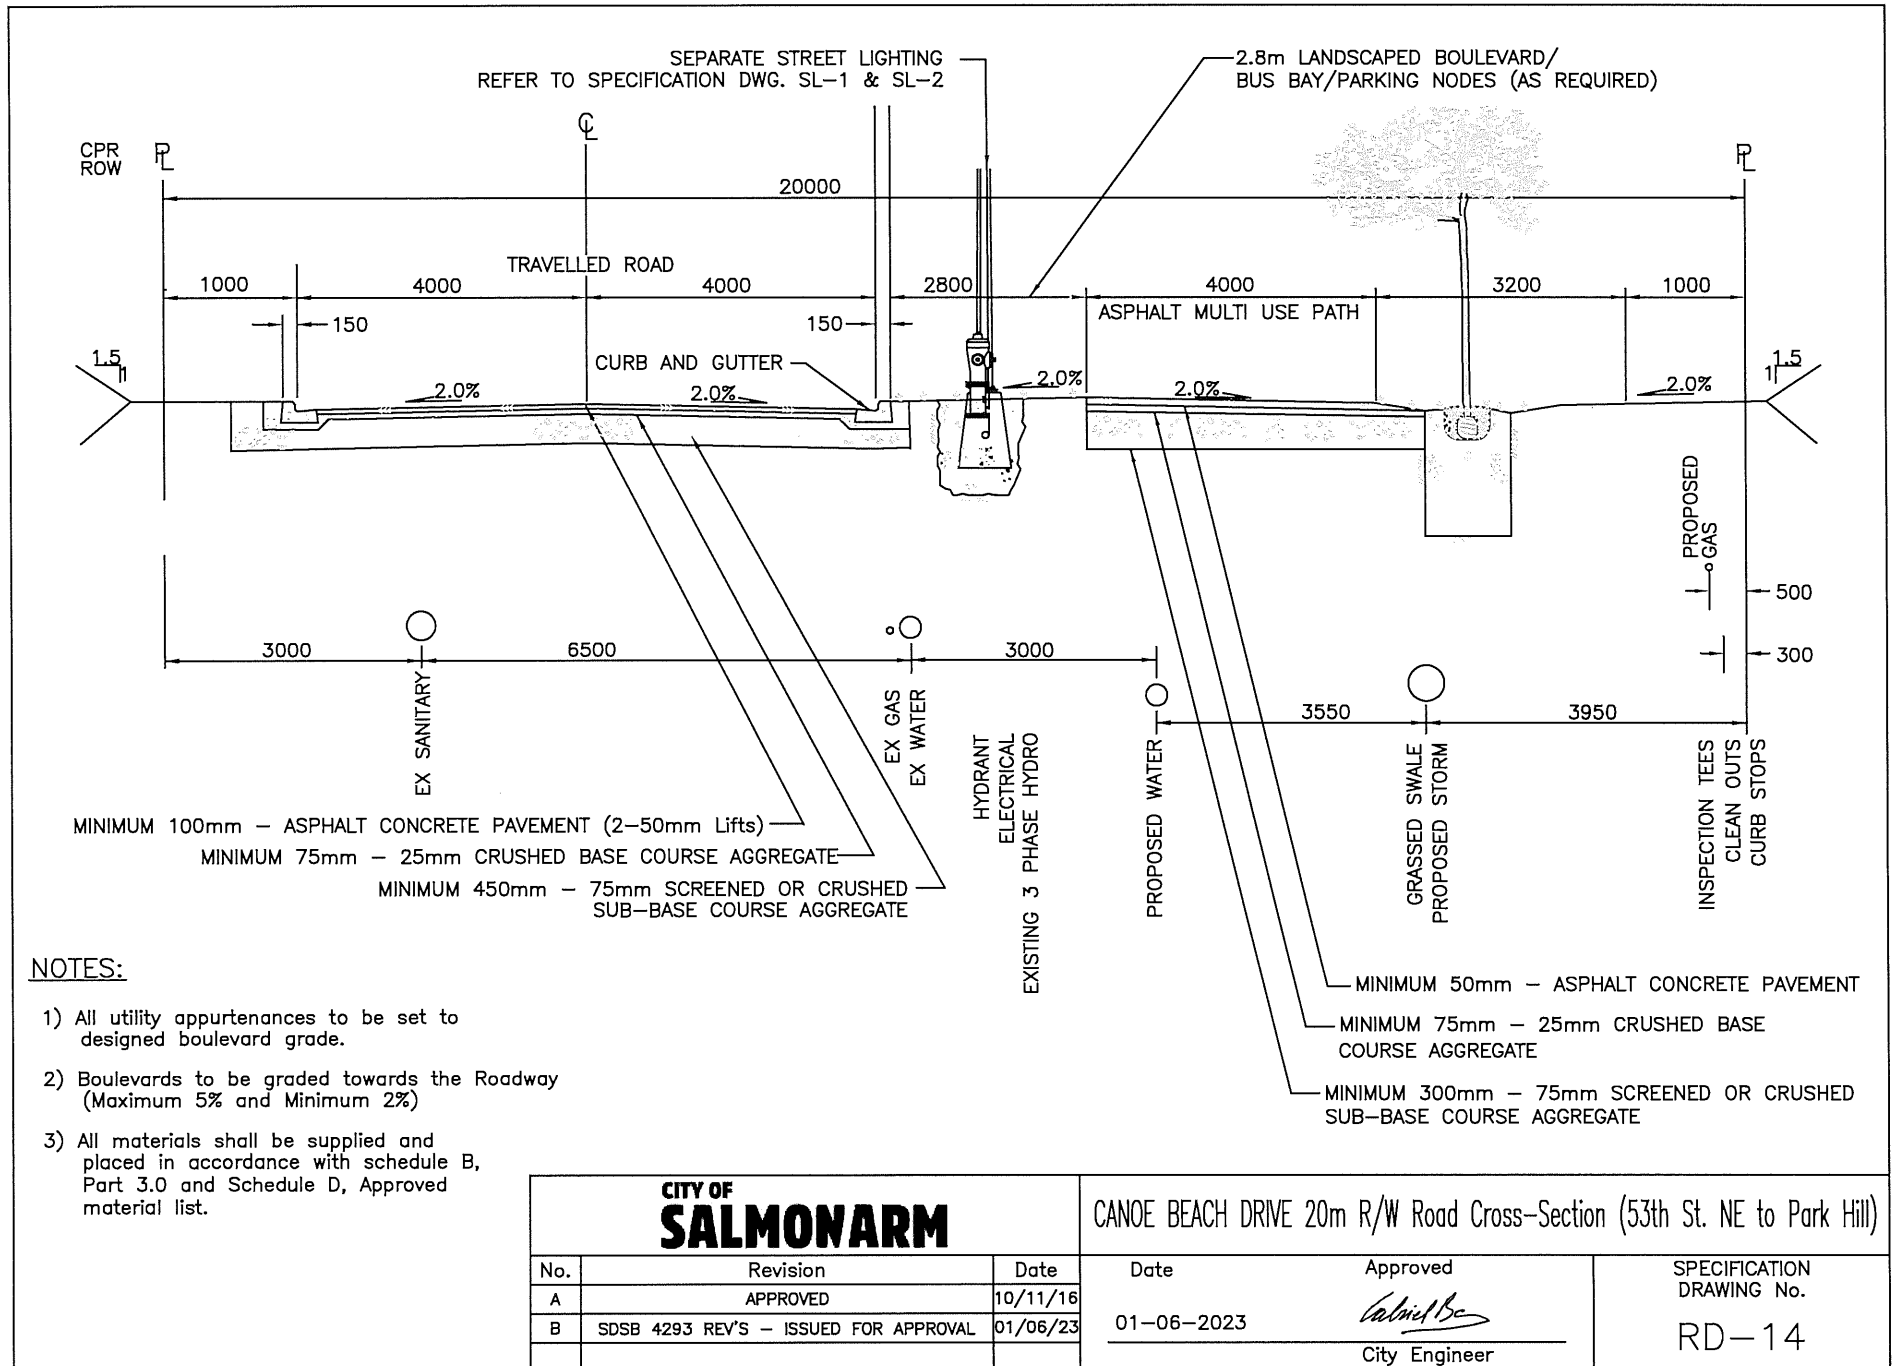 SEPARATE STREET LIGHTING
REFER TO SPECIFICATION DWG. SL-1 & SL-2
2.8m LANDSCAPED BOULEVARD/
BUS BAY/PARKING NODES (AS REQUIRED)
CPR
ROW
PL
CL
PL
20000
TRAVELLED ROAD
1000
4000
4000
2800
4000
3200
1000
ASPHALT MULTI USE PATH
150
150
CURB AND GUTTER
1.5
1
2.0%
2.0%
2.0%
2.0%
2.0%
1.5
1
PROPOSED
GAS
500
300
3000
6500
3000
3550
3950
EX SANITARY
EX GAS
EX WATER
HYDRANT
ELECTRICAL
EXISTING 3 PHASE HYDRO
PROPOSED WATER
GRASSED SWALE
PROPOSED STORM
INSPECTION TEES
CLEAN OUTS
CURB STOPS
MINIMUM 100mm - ASPHALT CONCRETE PAVEMENT (2-50mm Lifts)
MINIMUM 75mm - 25mm CRUSHED BASE COURSE AGGREGATE
MINIMUM 450mm - 75mm SCREENED OR CRUSHED
SUB-BASE COURSE AGGREGATE
MINIMUM 50mm - ASPHALT CONCRETE PAVEMENT
MINIMUM 75mm - 25mm CRUSHED BASE
COURSE AGGREGATE
MINIMUM 300mm - 75mm SCREENED OR CRUSHED
SUB-BASE COURSE AGGREGATE
NOTES:
1) All utility appurtenances to be set to
designed boulevard grade.
2) Boulevards to be graded towards the Roadway
(Maximum 5% and Minimum 2%)
3) All materials shall be supplied and
placed in accordance with schedule B,
Part 3.0 and Schedule D, Approved
material list.
CITY OF
SALMONARM
CANOE BEACH DRIVE 20m R/W Road Cross-Section (53th St. NE to Park Hill)
No. Revision Date
A APPROVED 10/11/16
B SDSB 4293 REV'S - ISSUED FOR APPROVAL 01/06/23
Date Approved
01-06-2023
City Engineer
SPECIFICATION
DRAWING No.
RD-14